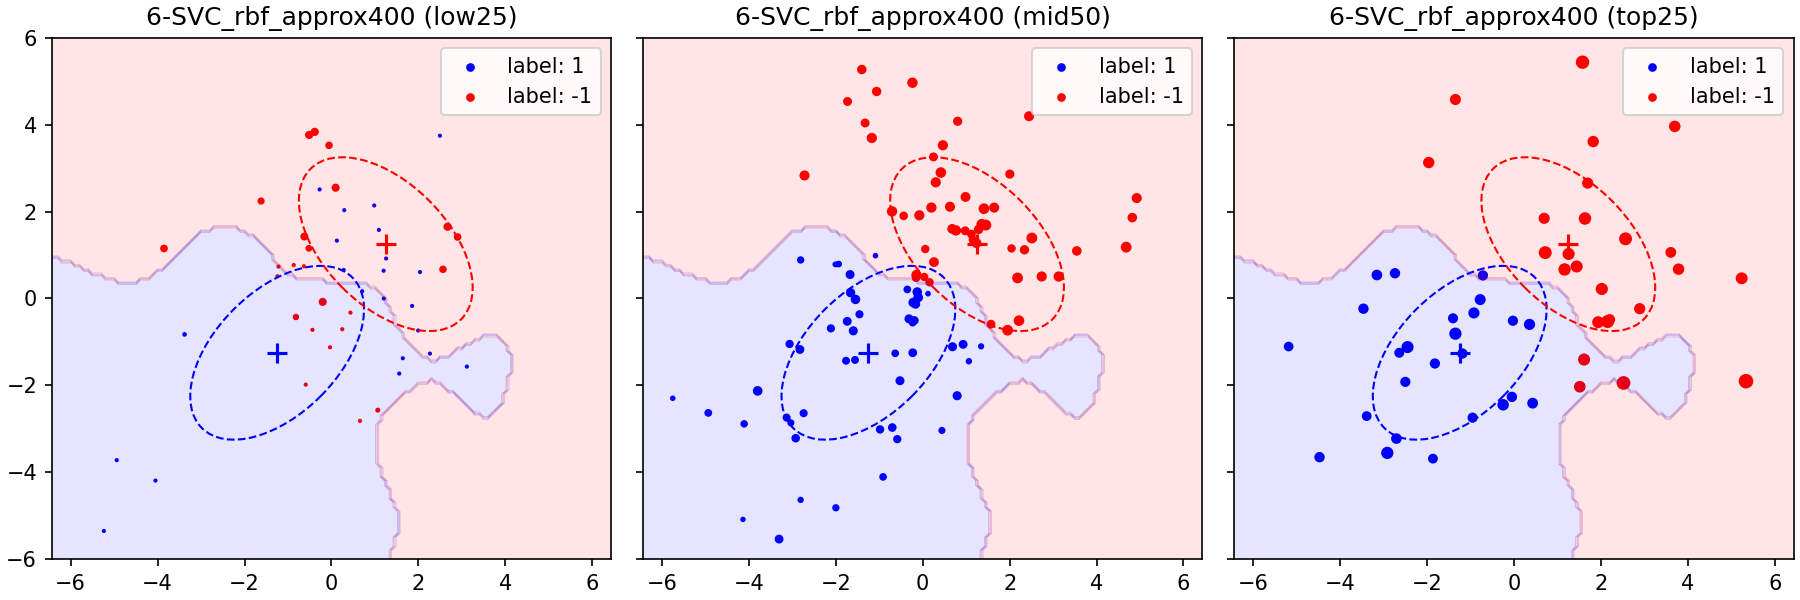 6-SVC_rbf_approx400 (low25)
6-SVC_rbf_approx400 (mid50)
6-SVC_rbf_approx400 (top25)
label: 1
label: -1
label: 1
label: -1
label: 1
label: -1
6
4
2
0
−2
−4
−6
−6 −4 −2 0 2 4 6
−6 −4 −2 0 2 4 6
−6 −4 −2 0 2 4 6